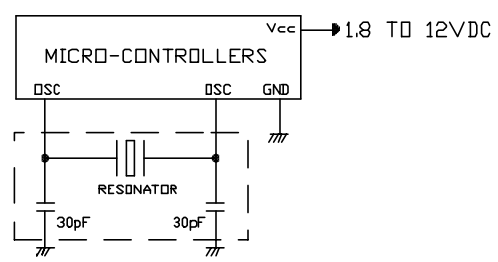 Vcc
1.8 TO 12VDC
MICRO-CONTROLLERS
OSC OSC GND
RESONATOR
30pF 30pF